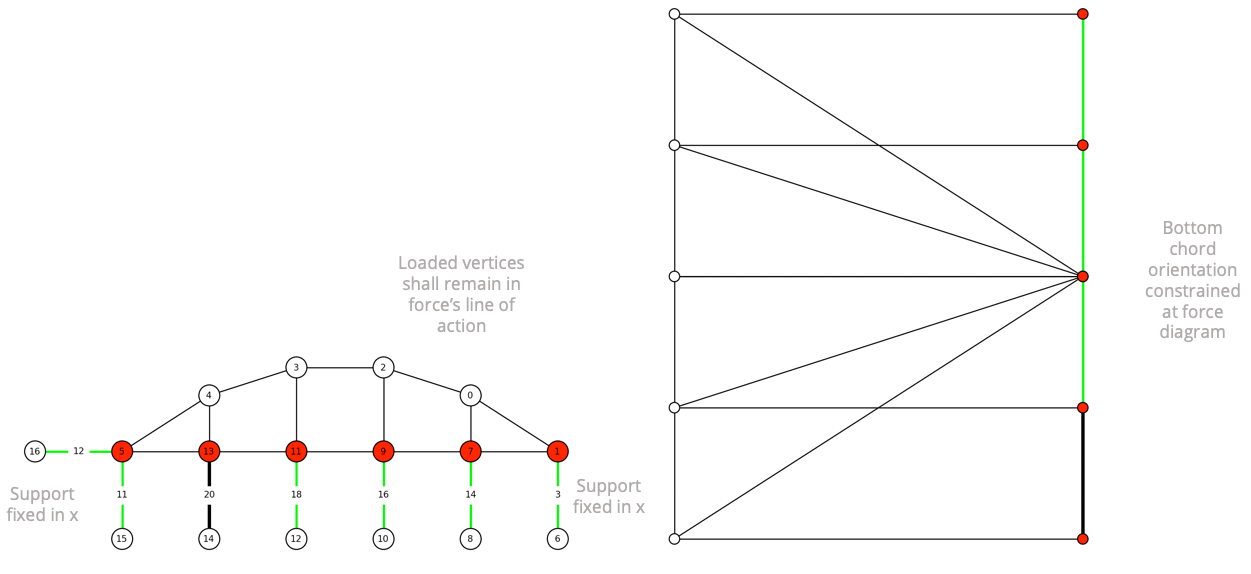 Loaded vertices
shall remain in
force's line of
action
Bottom
chord
orientation
constrained
at force
diagram
3
2
4
0
16
12
5
13
11
9
7
1
Support
fixed in x
11
20
18
16
14
3
Support
fixed in x
15
14
12
10
8
6